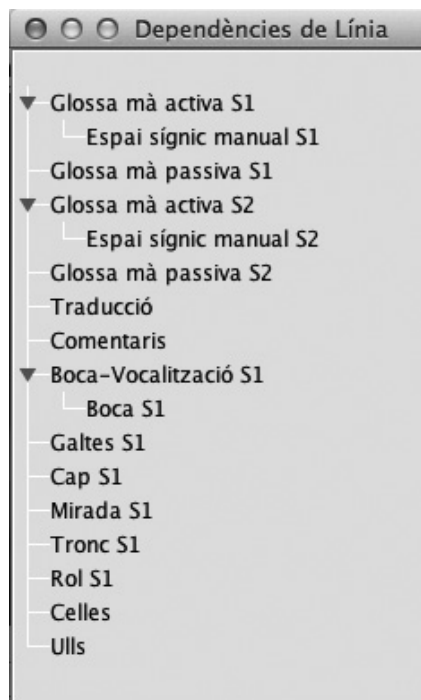 Dependències de Línia
Glossa mà activa S1
Espai sígnic manual S1
Glossa mà passiva S1
Glossa mà activa S2
Espai sígnic manual S2
Glossa mà passiva S2
Traducció
Comentaris
Boca-Vocalització S1
Boca S1
Galtes S1
Cap S1
Mirada S1
Tronc S1
Rol S1
Celles
Ulls